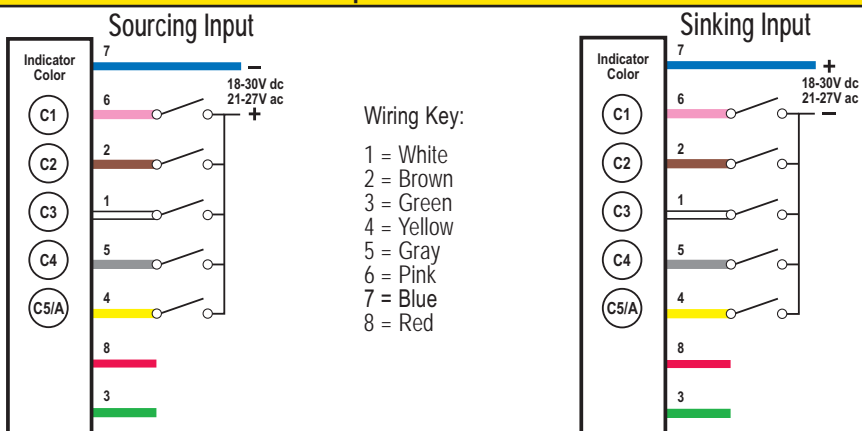 Sourcing Input
Indicator
Color
7
–
18-30V dc
21-27V ac
+
C1
6
C2
2
C3
1
C4
5
C5/A
4
8
3
Wiring Key:
1 = White
2 = Brown
3 = Green
4 = Yellow
5 = Gray
6 = Pink
7 = Blue
8 = Red
Sinking Input
Indicator
Color
7
+
18-30V dc
21-27V ac
–
C1
6
C2
2
C3
1
C4
5
C5/A
4
8
3